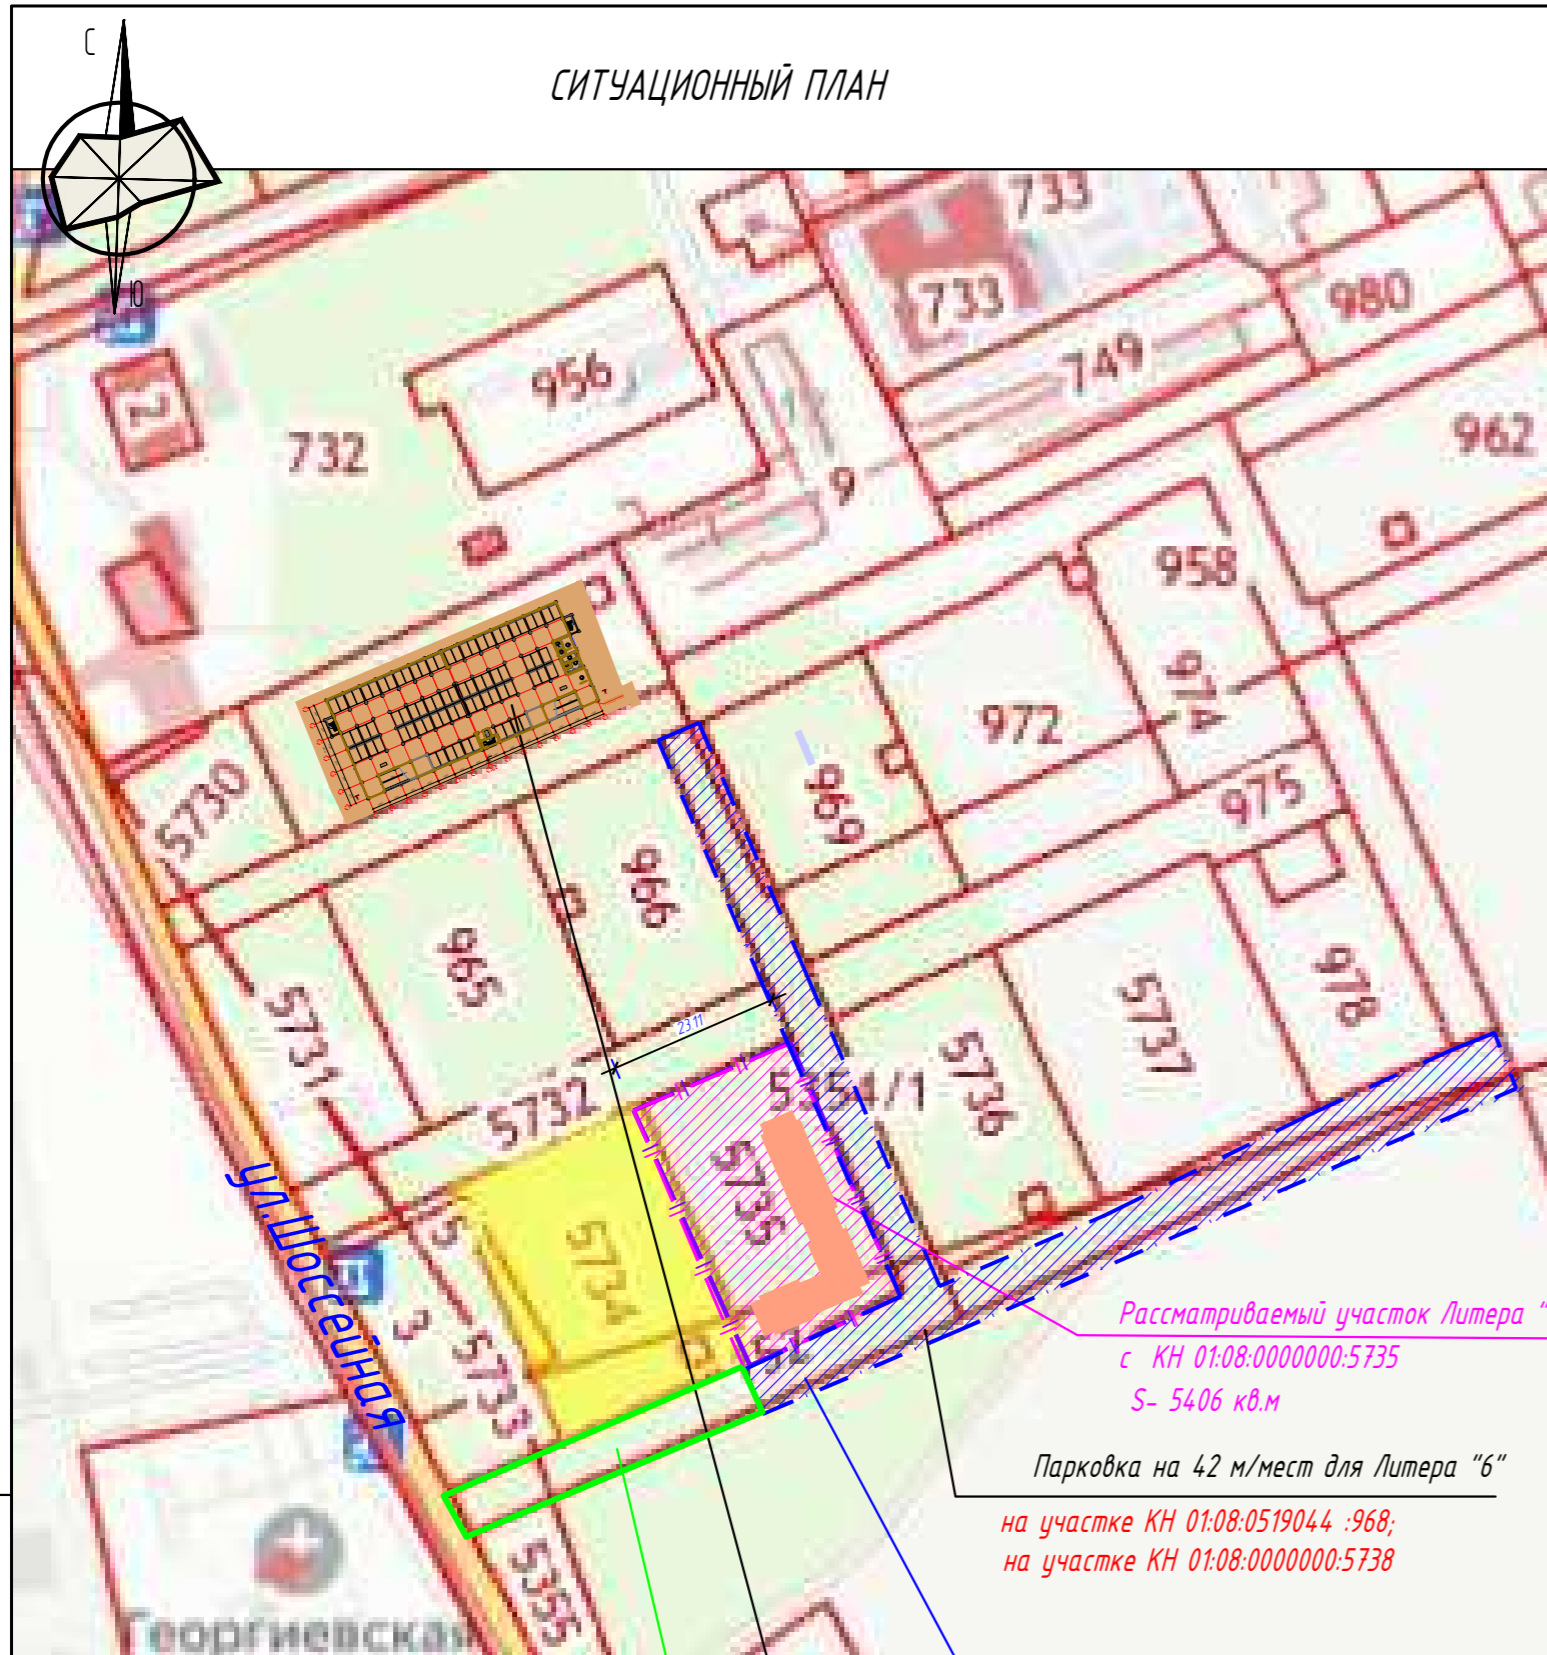 С
СИТУАЦИОННЫЙ ПЛАН
Ю
733
733
980
749
956
2
732
962
9
958
974
972
969
975
5730
966
965
978
5737
5731
2311
5736
5732
5354/1
5735
5734
ул.Шоссейная
3
5733
Рассматриваемый участок Литера "
с КН 01:08:0000000:5735
S- 5406 кв.м
Парковка на 42 м/мест для Литера "6"
на участке КН 01:08:0519044 :968;
на участке КН 01:08:0000000:5738
5355
Георгиевская